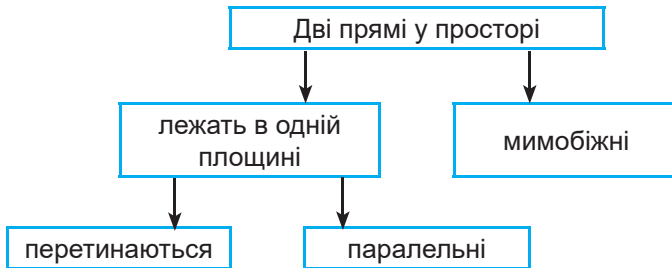 Дві прямі у просторі
лежать в одній
площині
мимобіжні
перетинаються
паралельні